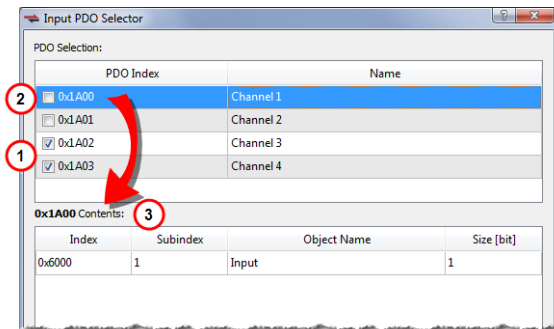 Input PDO Selector
PDO Selection:
PDO Index Name
2 0x1A00 Channel 1
0x1A01 Channel 2
1 0x1A02 Channel 3
0x1A03 Channel 4
0x1A00 Contents: 3
Index Subindex Object Name Size [bit]
0x6000 1 Input 1